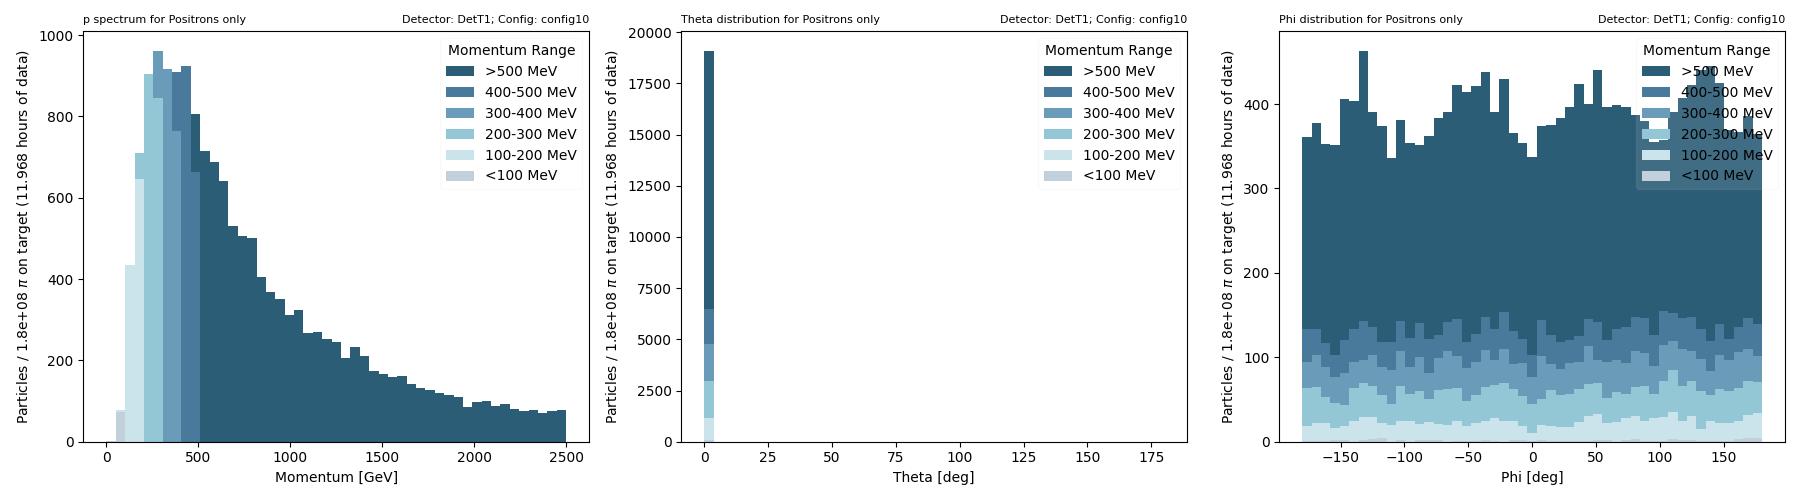 p spectrum for Positrons only
Detector: DetT1; Config: config10
Particles / 1.8e+08 π on target (11.968 hours of data)
1000
800
600
400
200
0
Momentum Range
>500 MeV
400-500 MeV
300-400 MeV
200-300 MeV
100-200 MeV
<100 MeV
0
500
1000
1500
2000
2500
Momentum [GeV]
Theta distribution for Positrons only
Detector: DetT1; Config: config10
Particles / 1.8e+08 π on target (11.968 hours of data)
20000
17500
15000
12500
10000
7500
5000
2500
0
Momentum Range
>500 MeV
400-500 MeV
300-400 MeV
200-300 MeV
100-200 MeV
<100 MeV
0
25
50
75
100
125
150
175
Theta [deg]
Phi distribution for Positrons only
Detector: DetT1; Config: config10
Particles / 1.8e+08 π on target (11.968 hours of data)
400
300
200
100
0
Momentum Range
>500 MeV
400-500 MeV
300-400 MeV
200-300 MeV
100-200 MeV
<100 MeV
−150
−100
−50
0
50
100
150
Phi [deg]